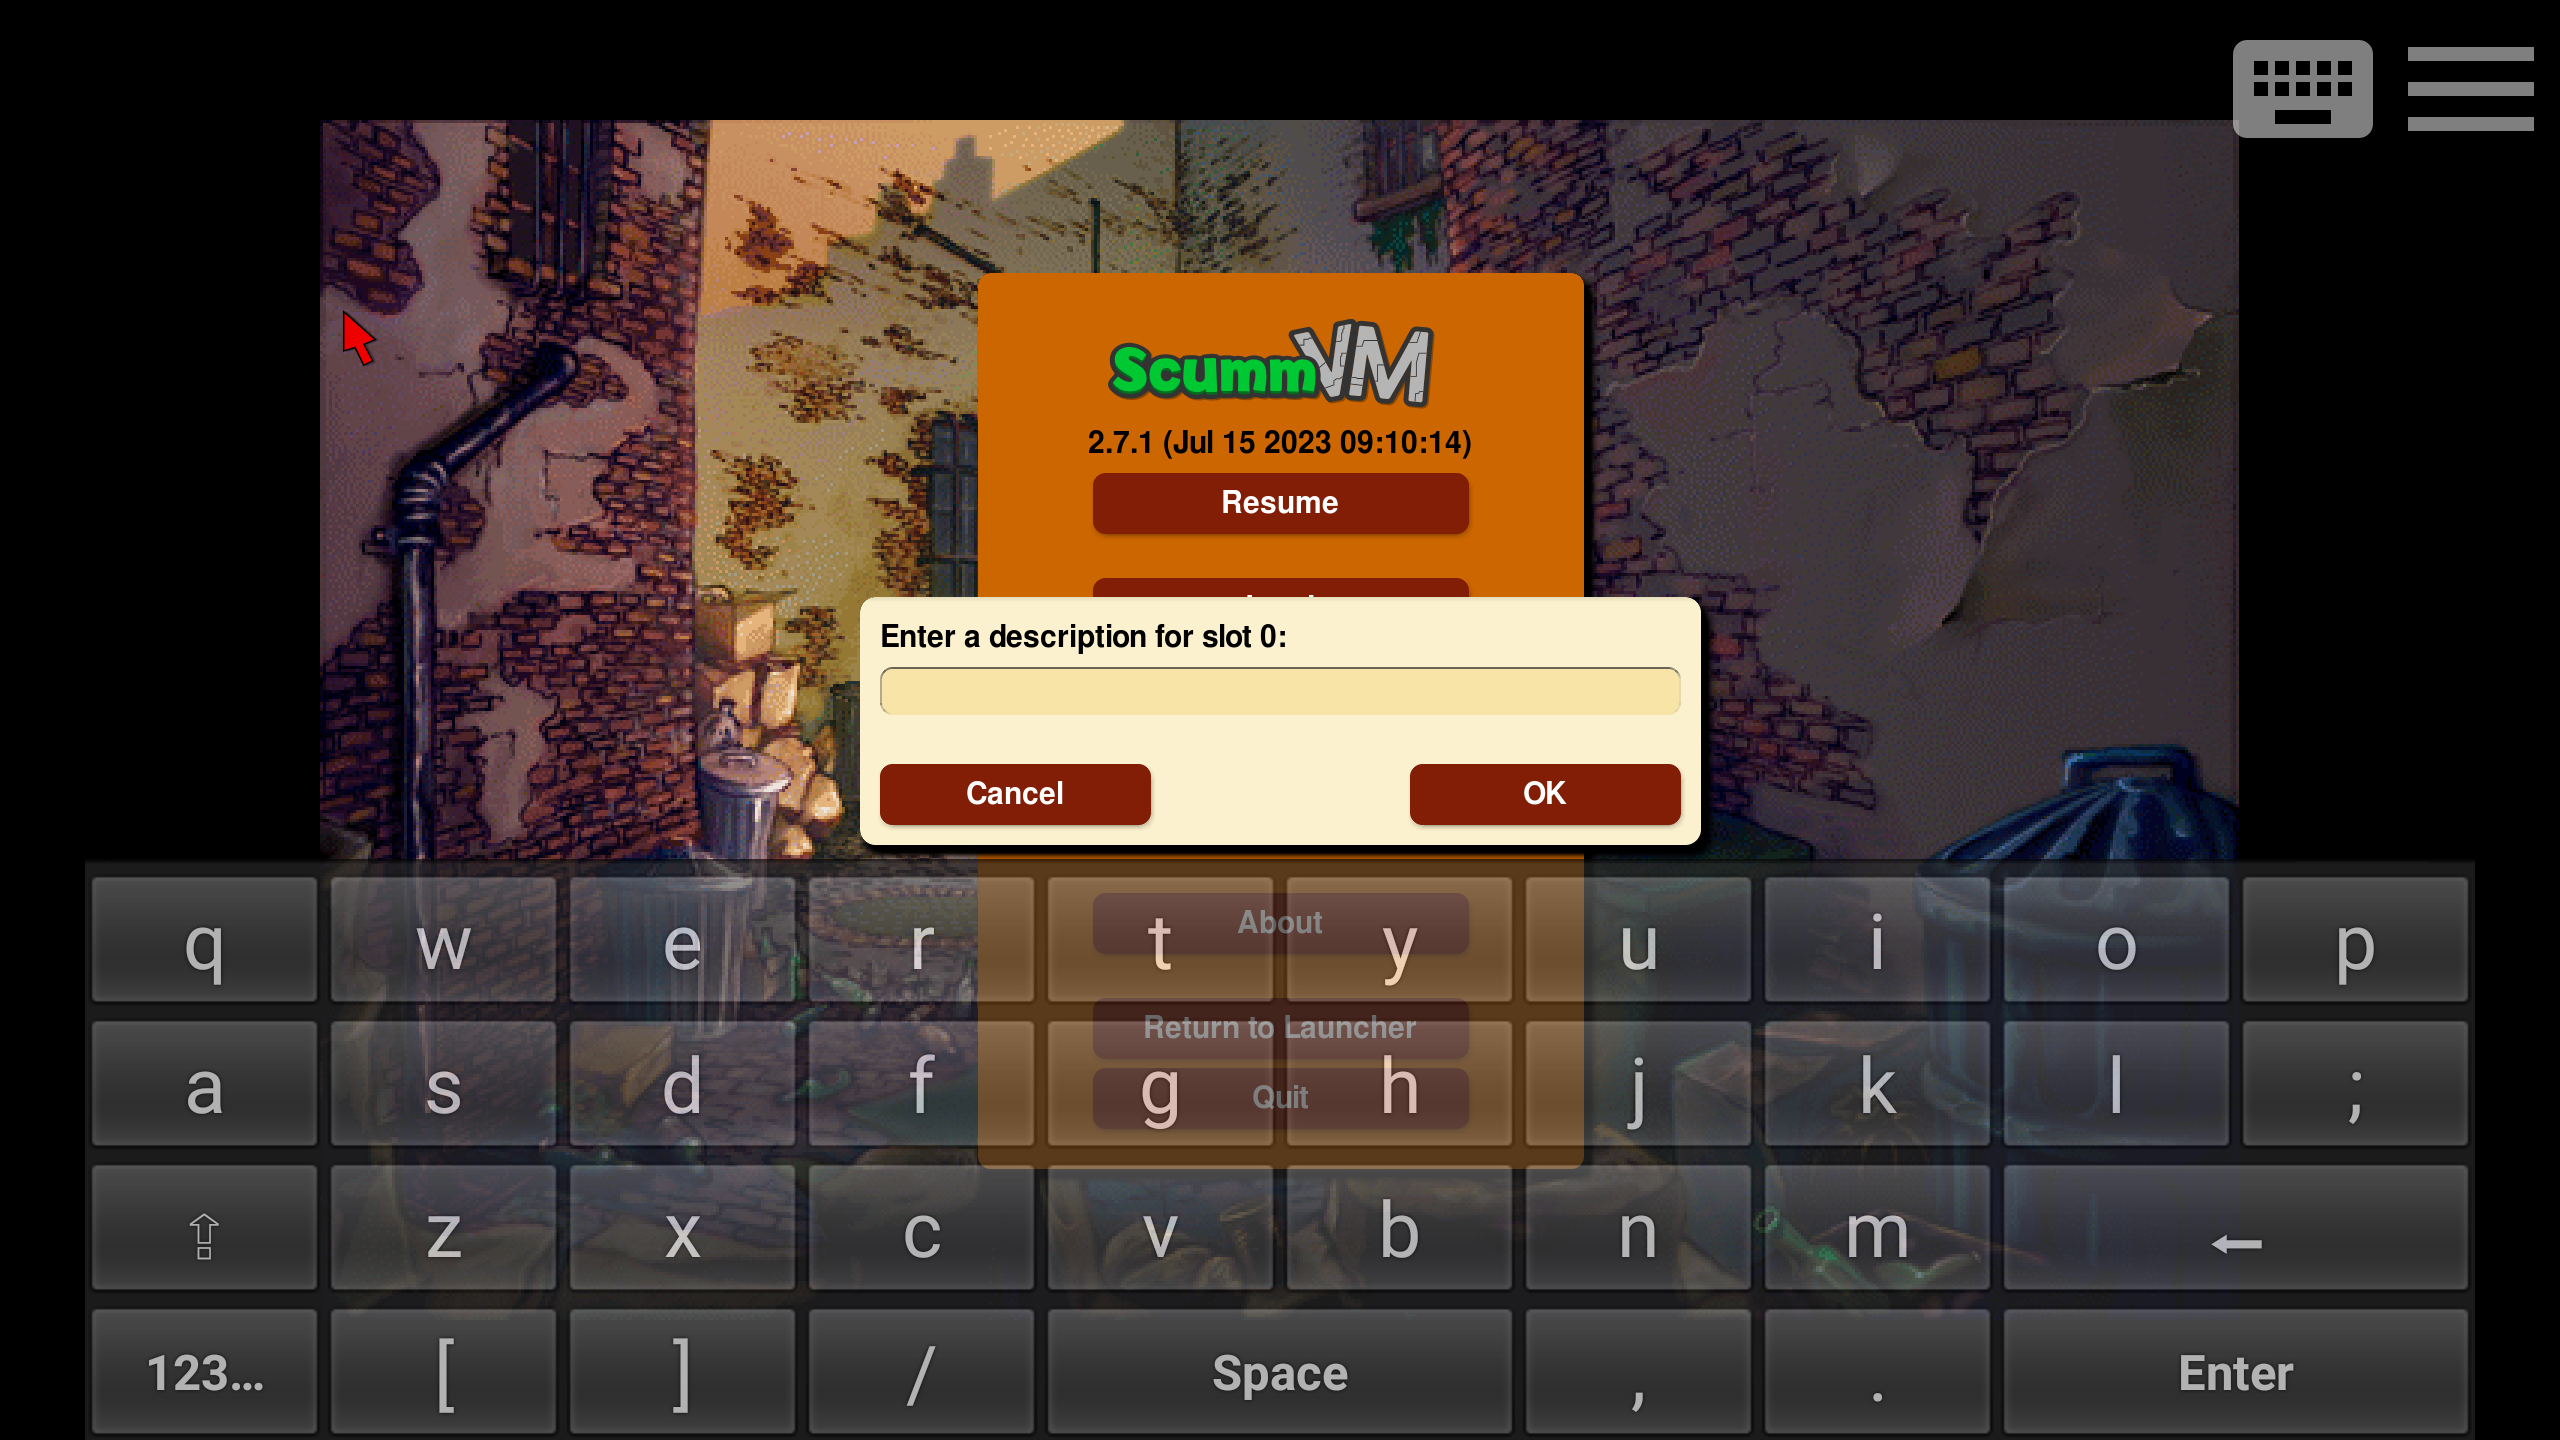 ScummVM
2.7.1 (Jul 15 2023 09:10:14)
Resume
Enter a description for slot 0:
Cancel OK
q w e r t y u i o p
About
Return to Launcher
a s d f g h j k l ;
Quit
⇧ z x c v b n m ←
123... [ ] / Space , . Enter